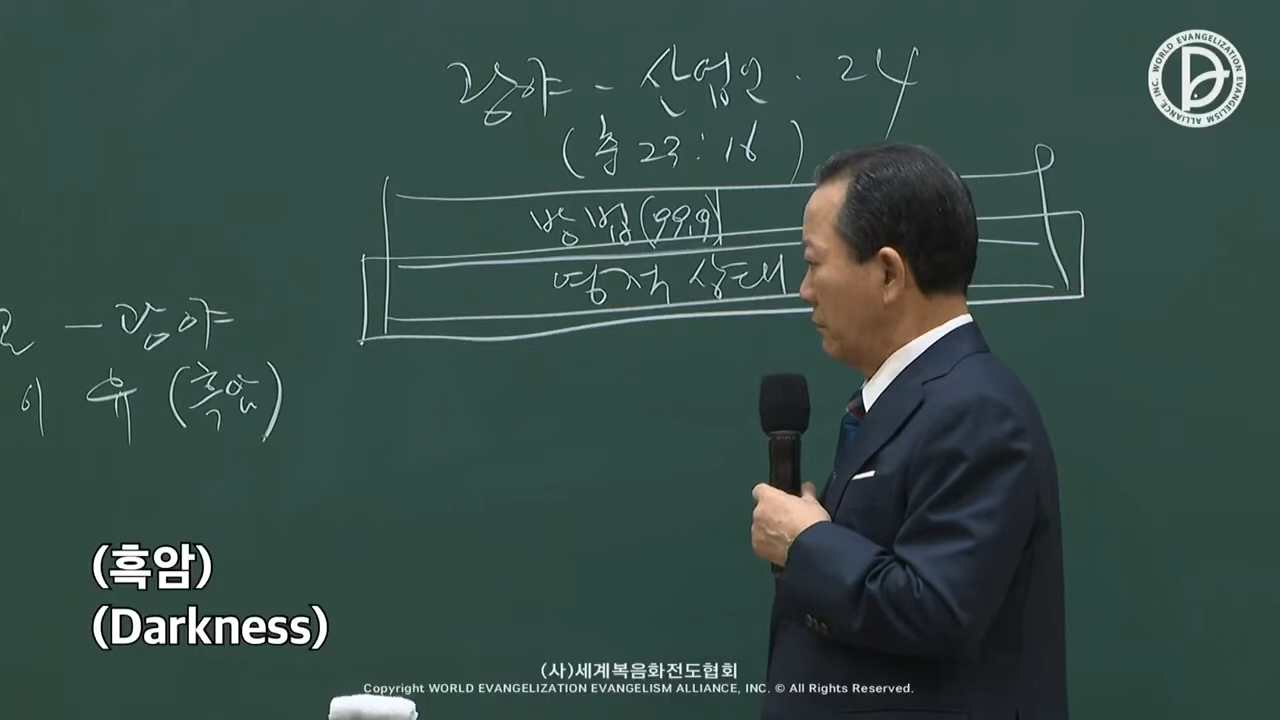 광야 - 산업인 . 24
(출 23:16)
방법(99.9)
영적 상태
- 광야
이유 (흑암)
(흑암)
(Darkness)
WORLD EVANGELIZATION EVANGELISM ALLIANCE, INC.
(사)세계복음화전도협회
Copyright WORLD EVANGELIZATION EVANGELISM ALLIANCE, INC. © All Rights Reserved.